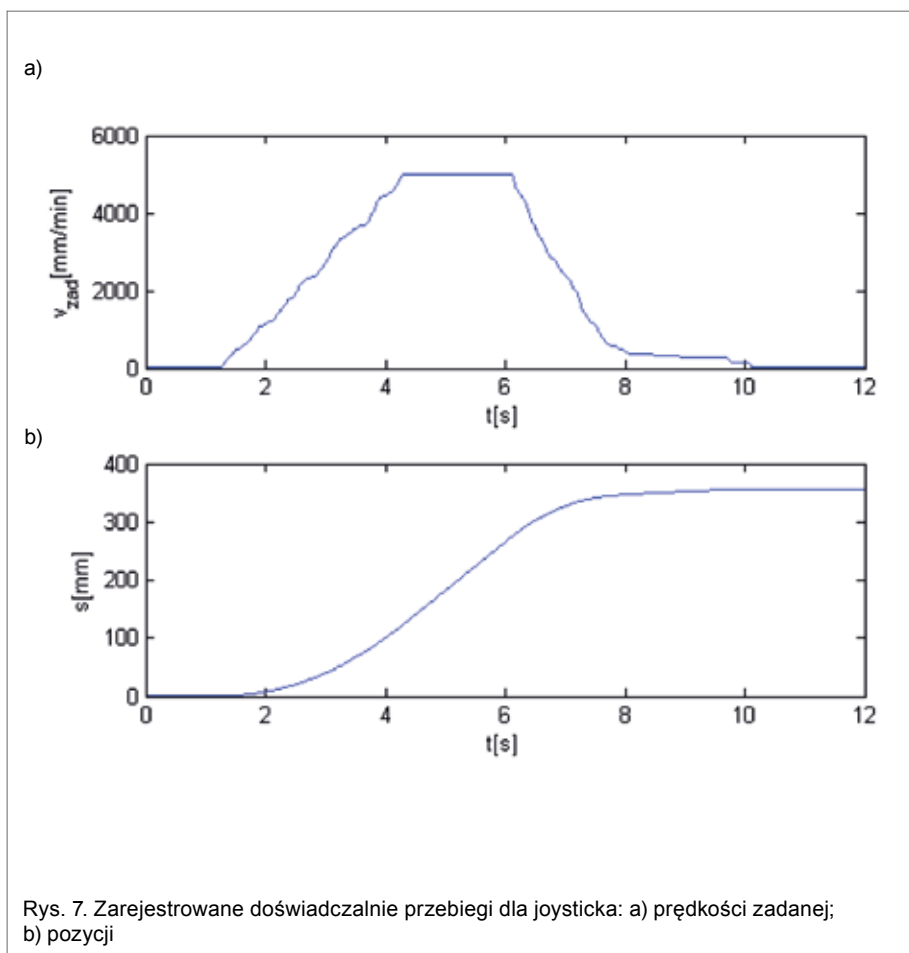 a)
6000
4000
2000
0
v_zad[mm/min]
0 2 4 6 8 10 12
t[s]
b)
400
300
200
100
0
s[mm]
0 2 4 6 8 10 12
t[s]
Rys. 7. Zarejestrowane doświadczalnie przebiegi dla joysticka: a) prędkości zadanej;
b) pozycji